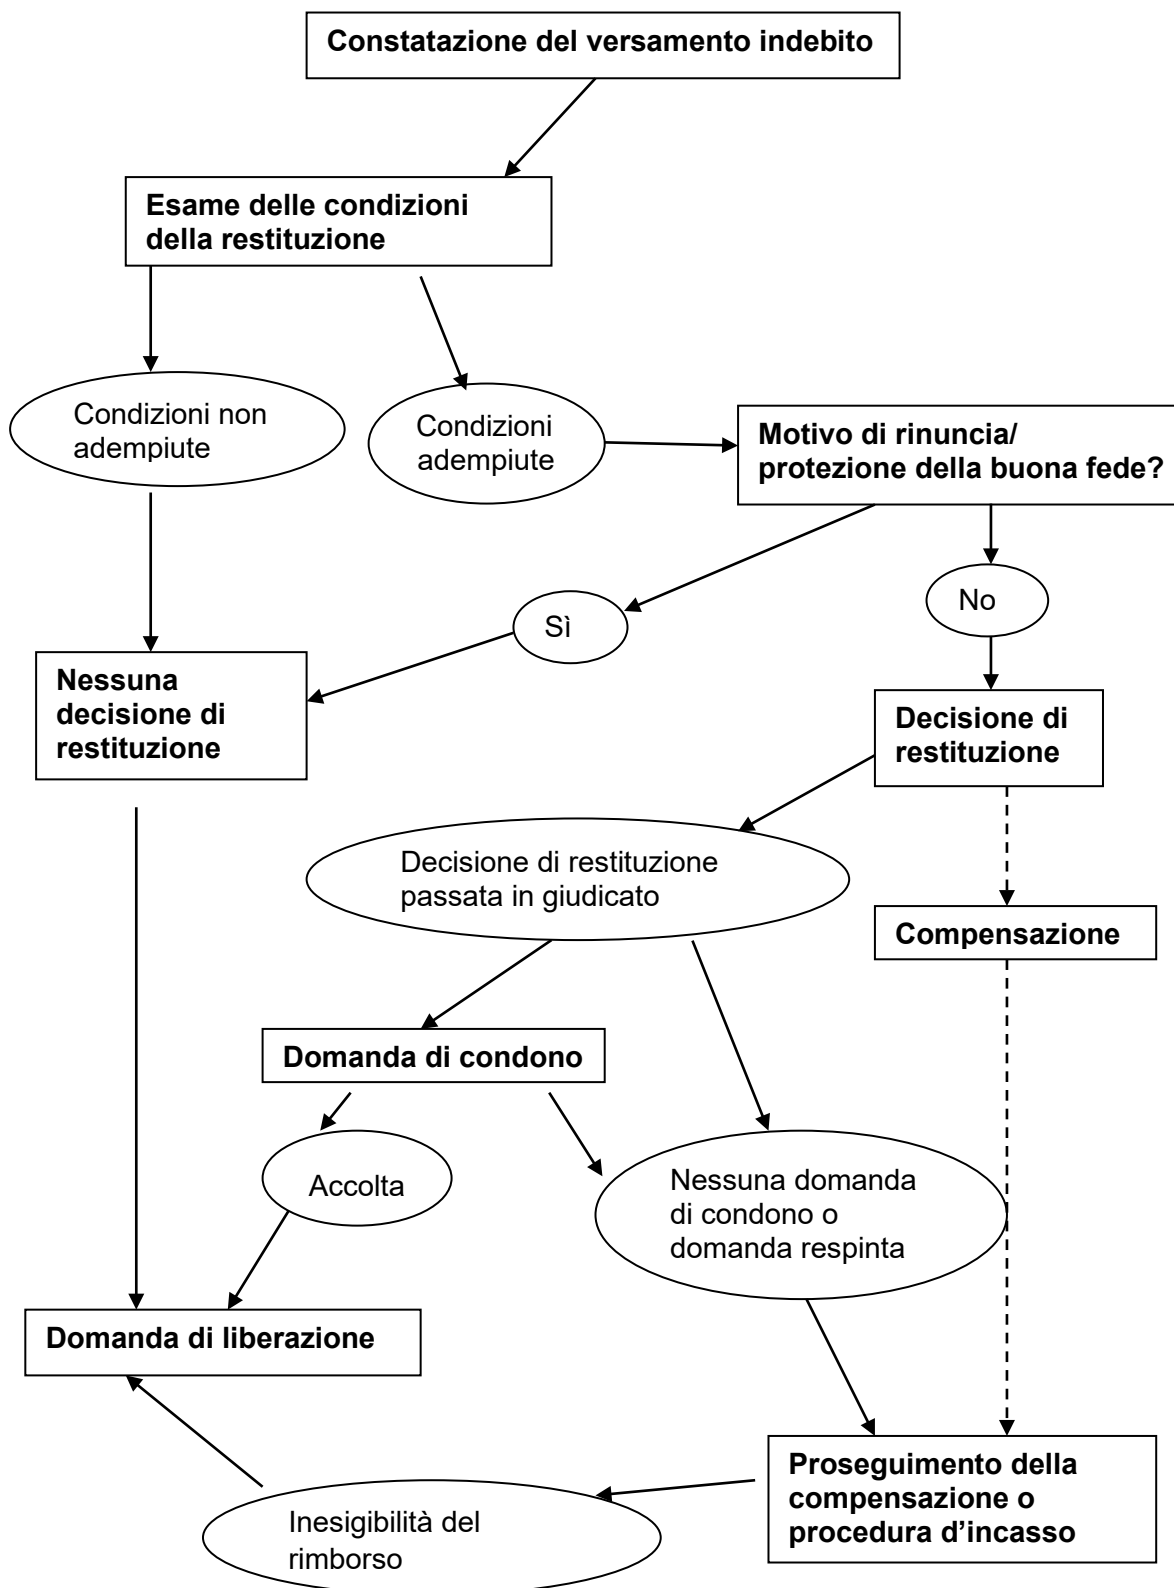 Constatazione del versamento indebito
Esame delle condizioni
della restituzione
Condizioni non
adempiute
Condizioni
adempiute
Motivo di rinuncia/
protezione della buona fede?
Sì
No
Nessuna
decisione di
restituzione
Decisione di
restituzione
Decisione di restituzione
passata in giudicato
Compensazione
Domanda di condono
Accolta
Nessuna domanda
di condono o
domanda respinta
Domanda di liberazione
Proseguimento della
compensazione o
procedura d’incasso
Inesigibilità del
rimborso